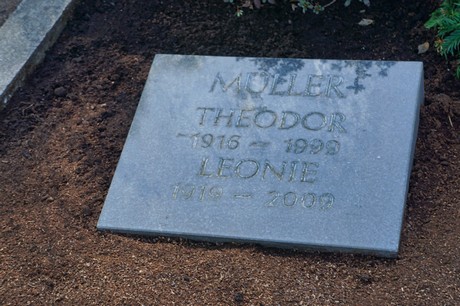 MÜLLER
THEODOR
1916 – 1999
LEONIE
1919 – 2009